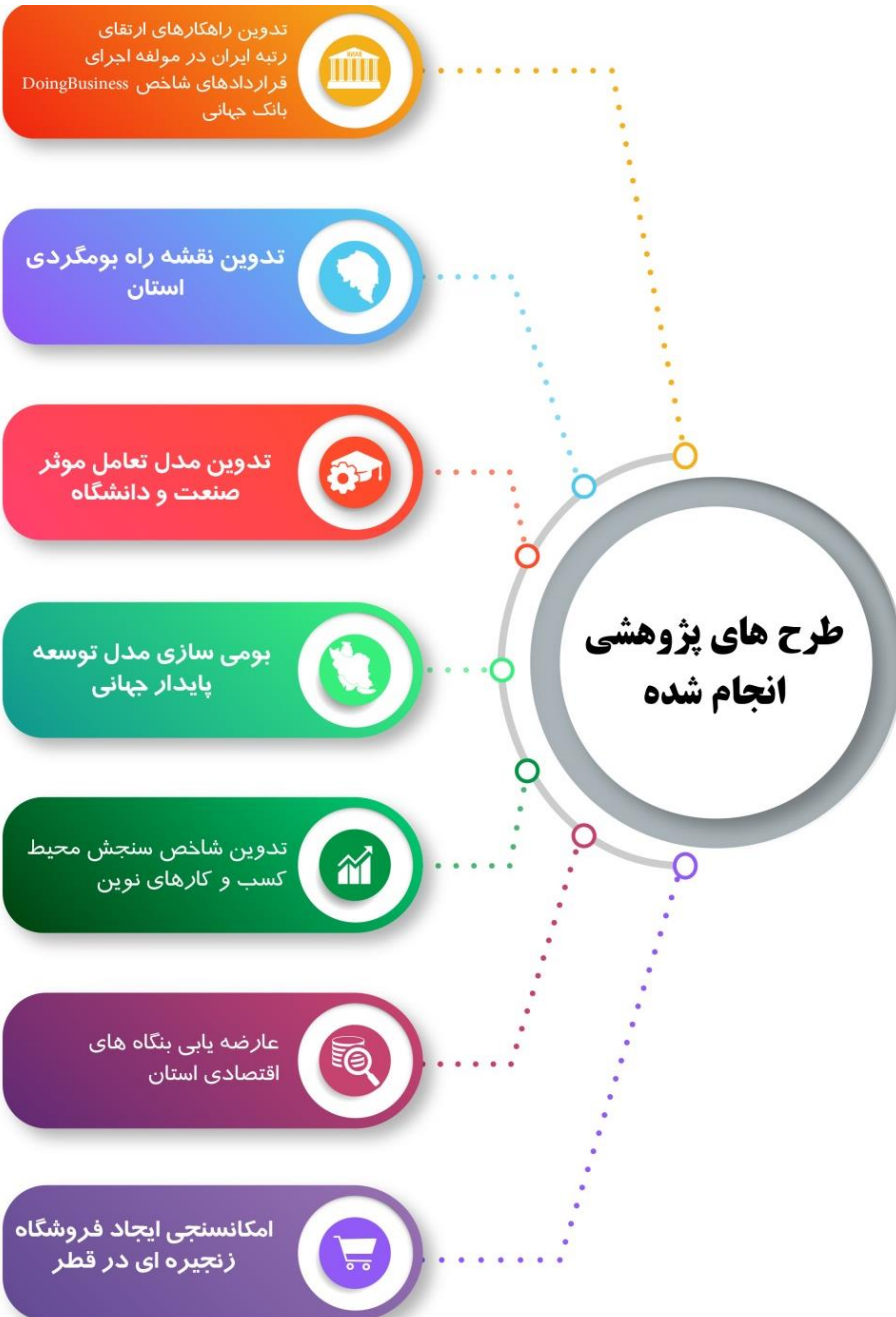 طرح های پژوهشی
انجام شده
تدوین راهکارهای ارتقای
رتبه ایران در مولفه اجرای
قراردادهای شاخص DoingBusiness
بانک جهانی
تدوین نقشه راه بومگردی
استان
تدوین مدل تعامل موثر
صنعت و دانشگاه
بومی سازی مدل توسعه
پایدار جهانی
تدوین شاخص سنجش محیط
کسب و کارهای نوین
عارضه یابی بنگاه های
اقتصادی استان
امکانسنجی ایجاد فروشگاه
زنجیره ای در قطر